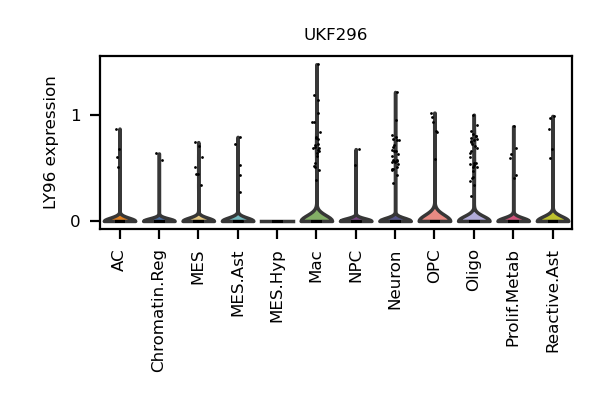 UKF296
LY96 expression
1
0
AC
Chromatin.Reg
MES
MES.Ast
MES.Hyp
Mac
NPC
Neuron
OPC
Oligo
Prolif.Metab
Reactive.Ast